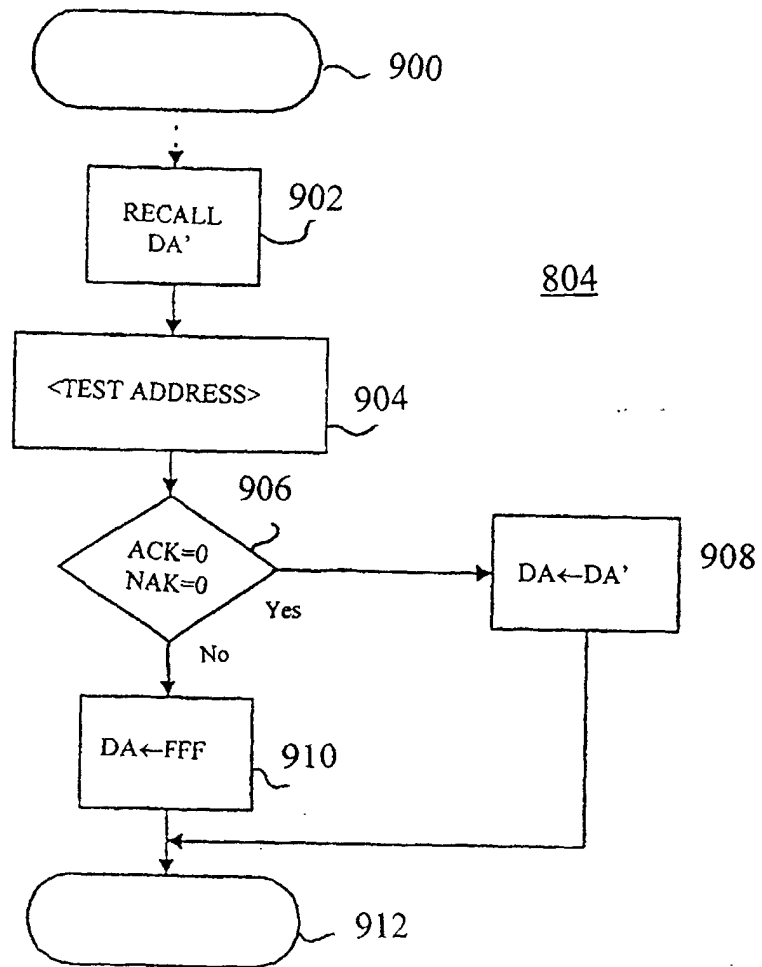 900
RECALL
DA’
902
804
<TEST ADDRESS>
904
906
ACK=0
NAK=0
Yes
No
DA←DA’
908
DA←FFF
910
912